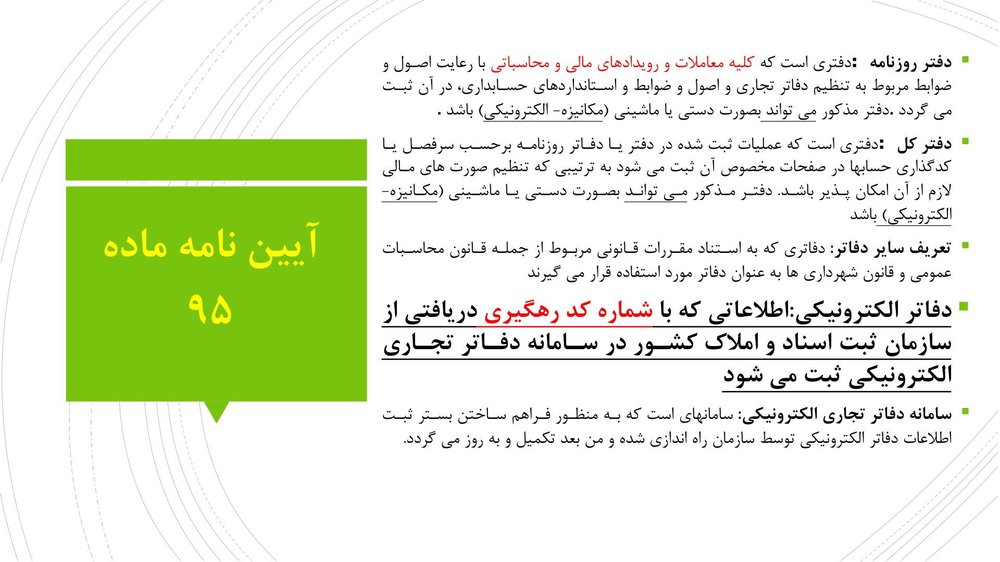 دفتر روزنامه :دفتری است که کلیه معاملات و رویدادهای مالی و محاسباتی با رعایت اصول و
ضوابط مربوط به تنظیم دفاتر تجاری و اصول و ضوابط و استانداردهای حسابداری، در آن ثبت
می گردد .دفتر مذکور می تواند بصورت دستی یا ماشینی (مکانیزه- الکترونیکی) باشد .
دفتر کل :دفتری است که عملیات ثبت شده در دفتر یا دفاتر روزنامه برحسب سرفصل یا
کدگذاری حسابها در صفحات مخصوص آن ثبت می شود به ترتیبی که تنظیم صورت های مالی
لازم از آن امکان پذیر باشد. دفتر مذکور می تواند بصورت دستی یا ماشینی (مکانیزه-
الکترونیکی) باشد
تعریف سایر دفاتر: دفاتری که به استناد مقررات قانونی مربوط از جمله قانون محاسبات
عمومی و قانون شهرداری ها به عنوان دفاتر مورد استفاده قرار می گیرند
دفاتر الکترونیکی:اطلاعاتی که با شماره کد رهگیری دریافتی از
سازمان ثبت اسناد و املاک کشور در سامانه دفاتر تجاری
الکترونیکی ثبت می شود
سامانه دفاتر تجاری الکترونیکی: سامانهای است که به منظور فراهم ساختن بستر ثبت
اطلاعات دفاتر الکترونیکی توسط سازمان راه اندازی شده و من بعد تکمیل و به روز می گردد.
آیین نامه ماده
۹۵